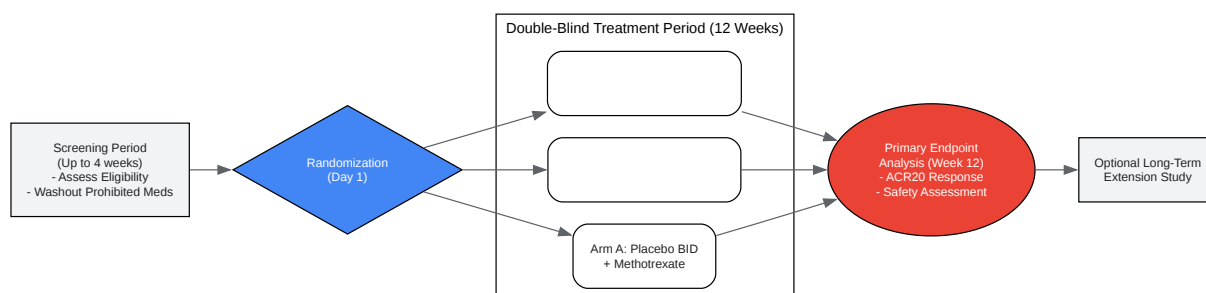 Double-Blind Treatment Period (12 Weeks)
Screening Period
(Up to 4 weeks)
- Assess Eligibility
- Washout Prohibited Meds
Randomization
(Day 1)
Arm A: Placebo BID
+ Methotrexate
Primary Endpoint
Analysis (Week 12)
- ACR20 Response
- Safety Assessment
Optional Long-Term
Extension Study